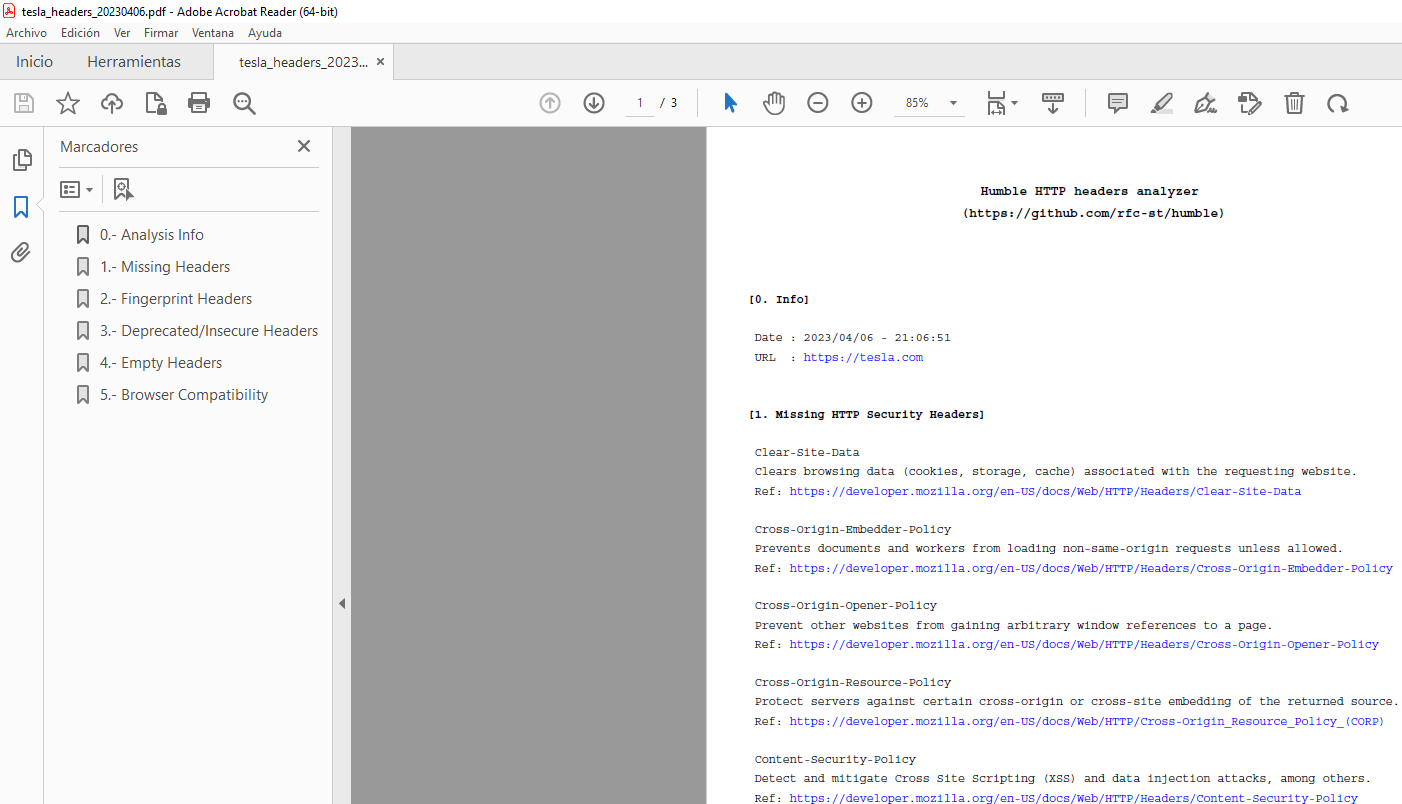 tesla_headers_20230406.pdf - Adobe Acrobat Reader (64-bit)
Archivo Edición Ver Firmar Ventana Ayuda
Inicio Herramientas tesla_headers_2023... ×
1 / 3 85%
Marcadores
0.- Analysis Info
1.- Missing Headers
2.- Fingerprint Headers
3.- Deprecated/Insecure Headers
4.- Empty Headers
5.- Browser Compatibility
Humble HTTP headers analyzer
(https://github.com/rfc-st/humble)
[0. Info]
Date : 2023/04/06 - 21:06:51
URL : https://tesla.com
[1. Missing HTTP Security Headers]
Clear-Site-Data
Clears browsing data (cookies, storage, cache) associated with the requesting website.
Ref: https://developer.mozilla.org/en-US/docs/Web/HTTP/Headers/Clear-Site-Data
Cross-Origin-Embedder-Policy
Prevents documents and workers from loading non-same-origin requests unless allowed.
Ref: https://developer.mozilla.org/en-US/docs/Web/HTTP/Headers/Cross-Origin-Embedder-Policy
Cross-Origin-Opener-Policy
Prevent other websites from gaining arbitrary window references to a page.
Ref: https://developer.mozilla.org/en-US/docs/Web/HTTP/Headers/Cross-Origin-Opener-Policy
Cross-Origin-Resource-Policy
Protect servers against certain cross-origin or cross-site embedding of the returned source.
Ref: https://developer.mozilla.org/en-US/docs/Web/HTTP/Cross-Origin_Resource_Policy_(CORP)
Content-Security-Policy
Detect and mitigate Cross Site Scripting (XSS) and data injection attacks, among others.
Ref: https://developer.mozilla.org/en-US/docs/Web/HTTP/Headers/Content-Security-Policy